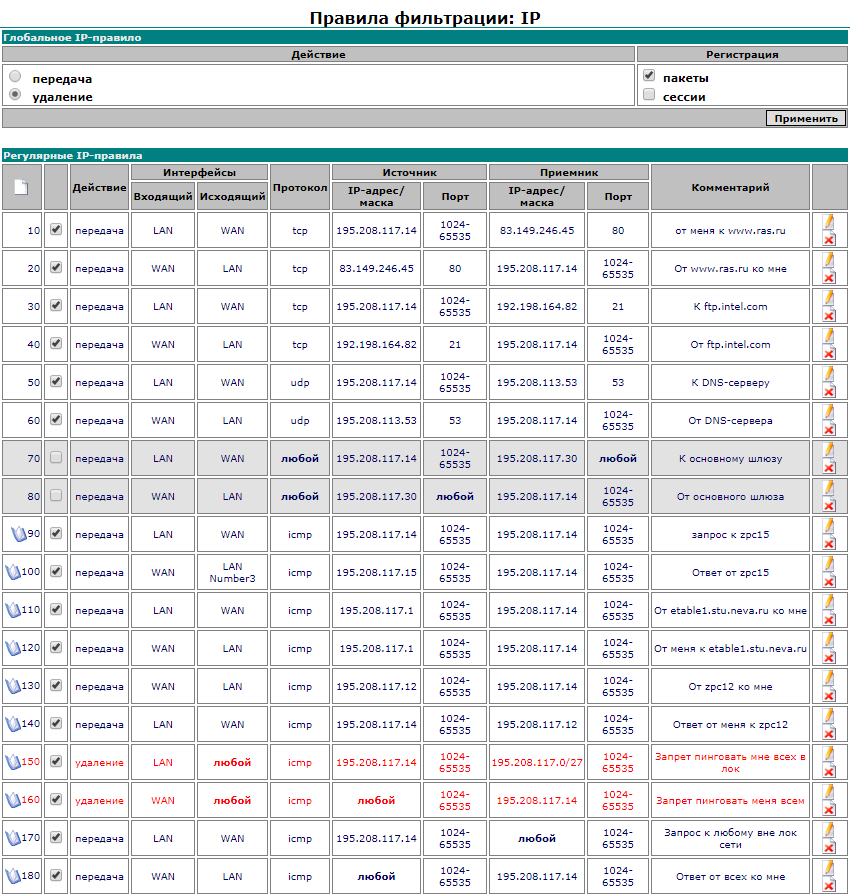 Правила фильтрации: IP
Глобальное IP-правило
Действие Регистрация
передача пакеты
удаление сессии
Применить
Регулярные IP-правила
Действие Интерфейсы Протокол Источник Приемник Комментарий
Входящий Исходящий IP-адрес/маска Порт IP-адрес/маска Порт
10 передача LAN WAN tcp 195.208.117.14 1024-65535 83.149.246.45 80 от меня к www.ras.ru
20 передача WAN LAN tcp 83.149.246.45 80 195.208.117.14 1024-65535 От www.ras.ru ко мне
30 передача LAN WAN tcp 195.208.117.14 1024-65535 192.198.164.82 21 К ftp.intel.com
40 передача WAN LAN tcp 192.198.164.82 21 195.208.117.14 1024-65535 От ftp.intel.com
50 передача LAN WAN udp 195.208.117.14 1024-65535 195.208.113.53 53 К DNS-серверу
60 передача WAN LAN udp 195.208.113.53 53 195.208.117.14 1024-65535 От DNS-сервера
70 передача LAN WAN любой 195.208.117.14 1024-65535 195.208.117.30 любой К основному шлюзу
80 передача WAN LAN любой 195.208.117.30 любой 195.208.117.14 1024-65535 От основного шлюза
90 передача LAN WAN icmp 195.208.117.14 1024-65535 195.208.117.14 1024-65535 запрос к zpc15
100 передача WAN LAN Number3 icmp 195.208.117.15 1024-65535 195.208.117.14 1024-65535 Ответ от zpc15
110 передача LAN WAN icmp 195.208.117.1 1024-65535 195.208.117.14 1024-65535 От etable1.stu.neva.ru ко мне
120 передача WAN LAN icmp 195.208.117.1 1024-65535 195.208.117.14 1024-65535 От меня к etable1.stu.neva.ru
130 передача WAN LAN icmp 195.208.117.12 1024-65535 195.208.117.14 1024-65535 От zpc12 ко мне
140 передача LAN WAN icmp 195.208.117.14 1024-65535 195.208.117.12 1024-65535 Ответ от меня к zpc12
150 удаление LAN любой icmp 195.208.117.14 1024-65535 195.208.117.0/27 1024-65535 Запрет пинговать мне всех в лок
160 удаление WAN любой icmp любой 1024-65535 195.208.117.14 1024-65535 Запрет пинговать меня всем
170 передача LAN WAN icmp 195.208.117.14 1024-65535 любой 1024-65535 Запрос к любому вне лок сети
180 передача WAN LAN icmp любой 1024-65535 195.208.117.14 1024-65535 Ответ от всех ко мне